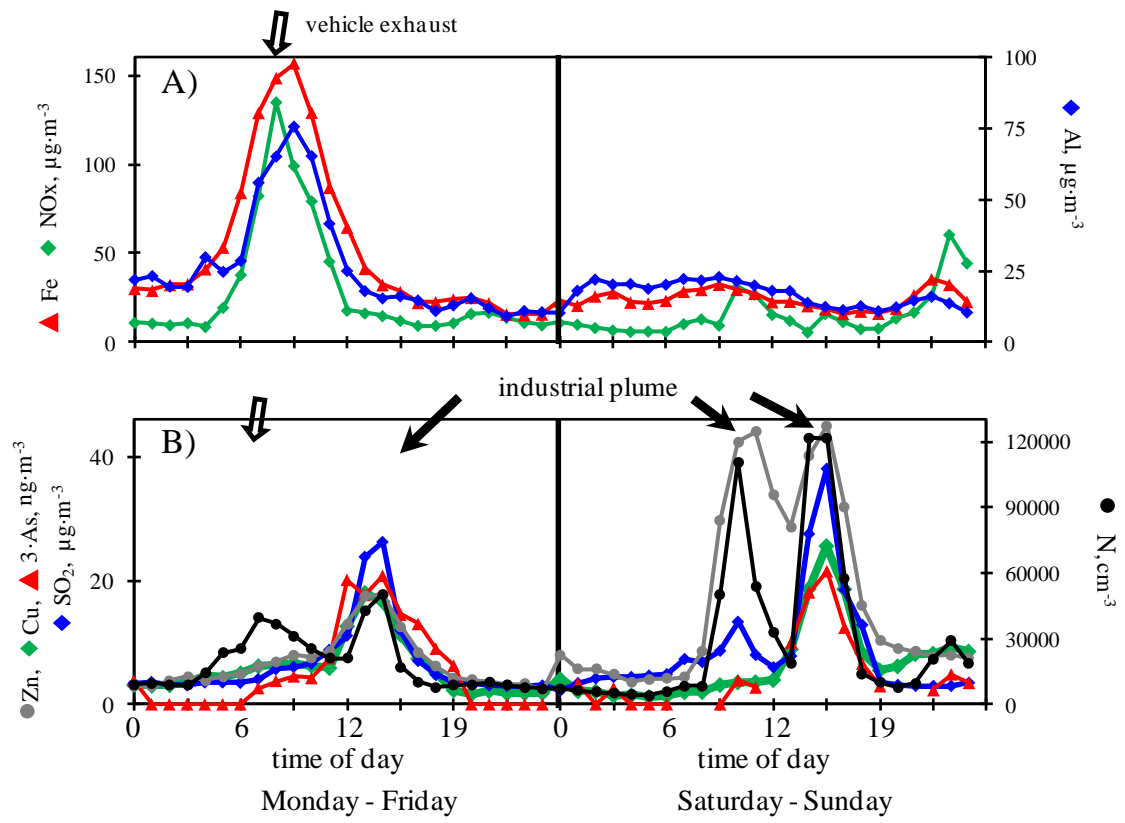 vehicle exhaust
A)
150
100
50
0
100
75
50
25
0
Fe NOx, µg·m-3
Al, µg·m-3
industrial plume
B)
40
20
0
120000
90000
60000
30000
0
Zn, Cu, 3·As, ng·m-3
SO2, µg·m-3
N, cm-3
0 6 12 19 0 6 12 19
time of day time of day
Monday - Friday Saturday - Sunday